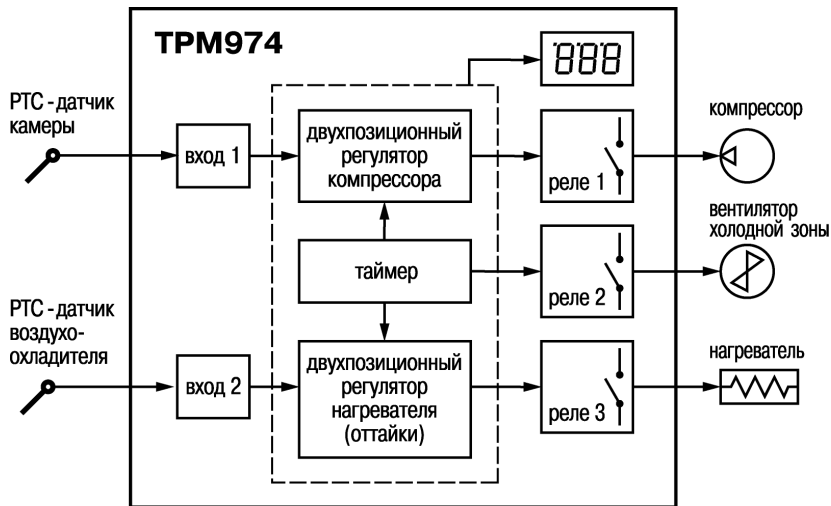 ТРМ974
888
РТС - датчик
камеры
вход 1
двухпозиционный
регулятор
компрессора
реле 1
компрессор
таймер
реле 2
вентилятор
холодной зоны
РТС - датчик
воздухо-
охладителя
вход 2
двухпозиционный
регулятор
нагревателя
(оттайки)
реле 3
нагреватель